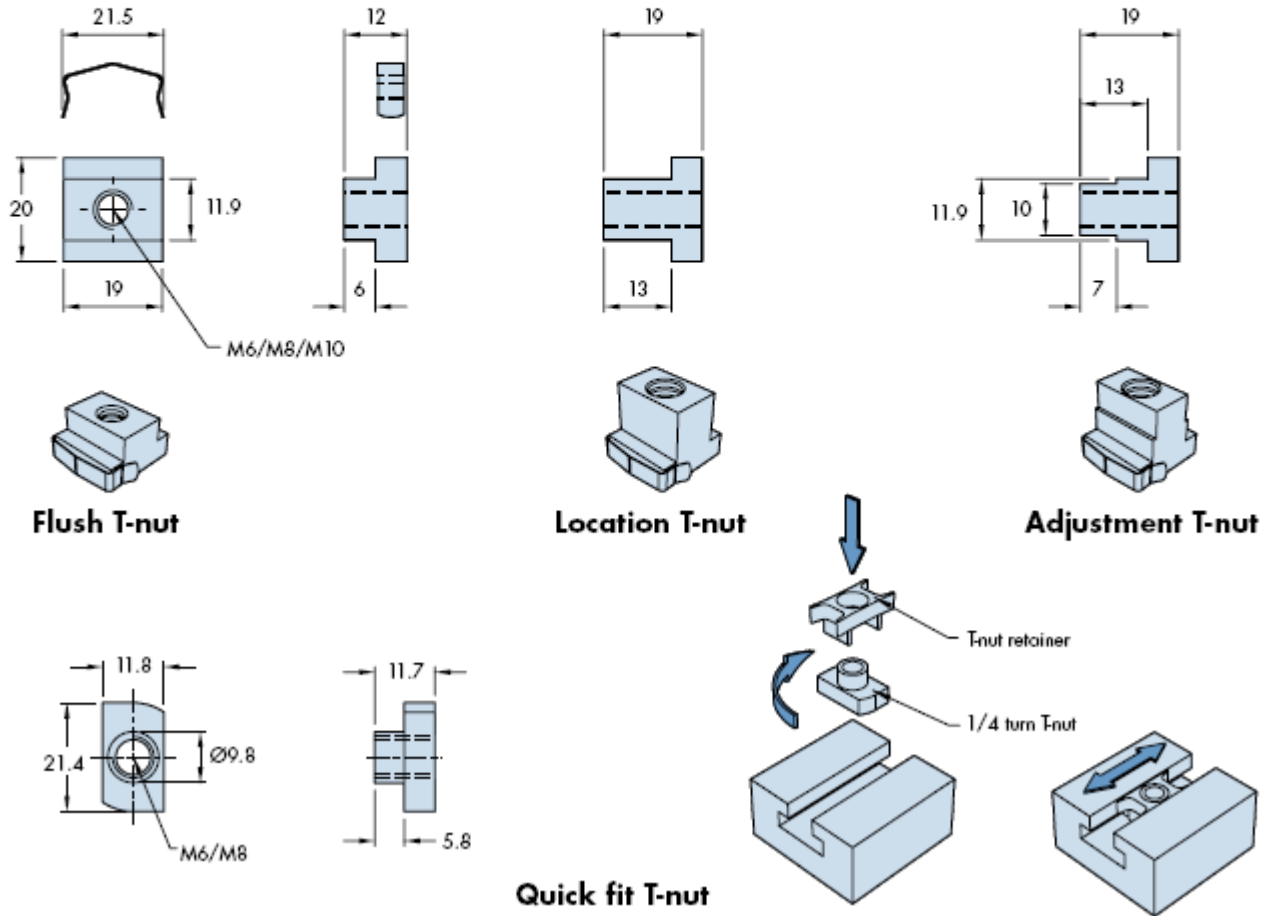 21.5
12
19
19
13
20
11.9
11.9
10
19
6
13
7
M6/M8/M10
Flush T-nut
Location T-nut
Adjustment T-nut
T-nut retainer
11.8
11.7
1/4 turn T-nut
21.4
Ø9.8
M6/M8
5.8
Quick fit T-nut